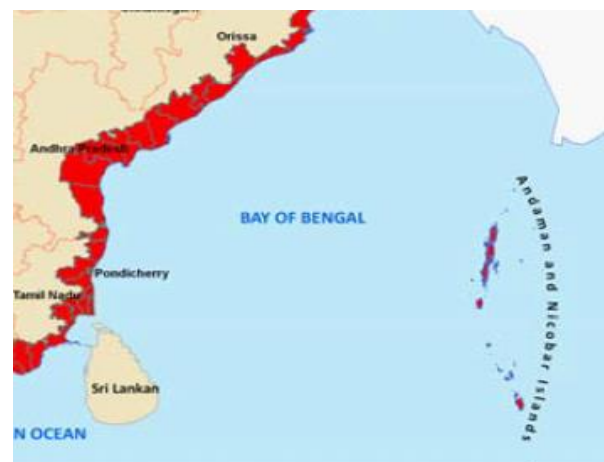 Orissa
Andhra Pradesh
BAY OF BENGAL
Andaman and Nicobar Islands
Pondicherry
Tamil Nadu
Sri Lankan
N OCEAN